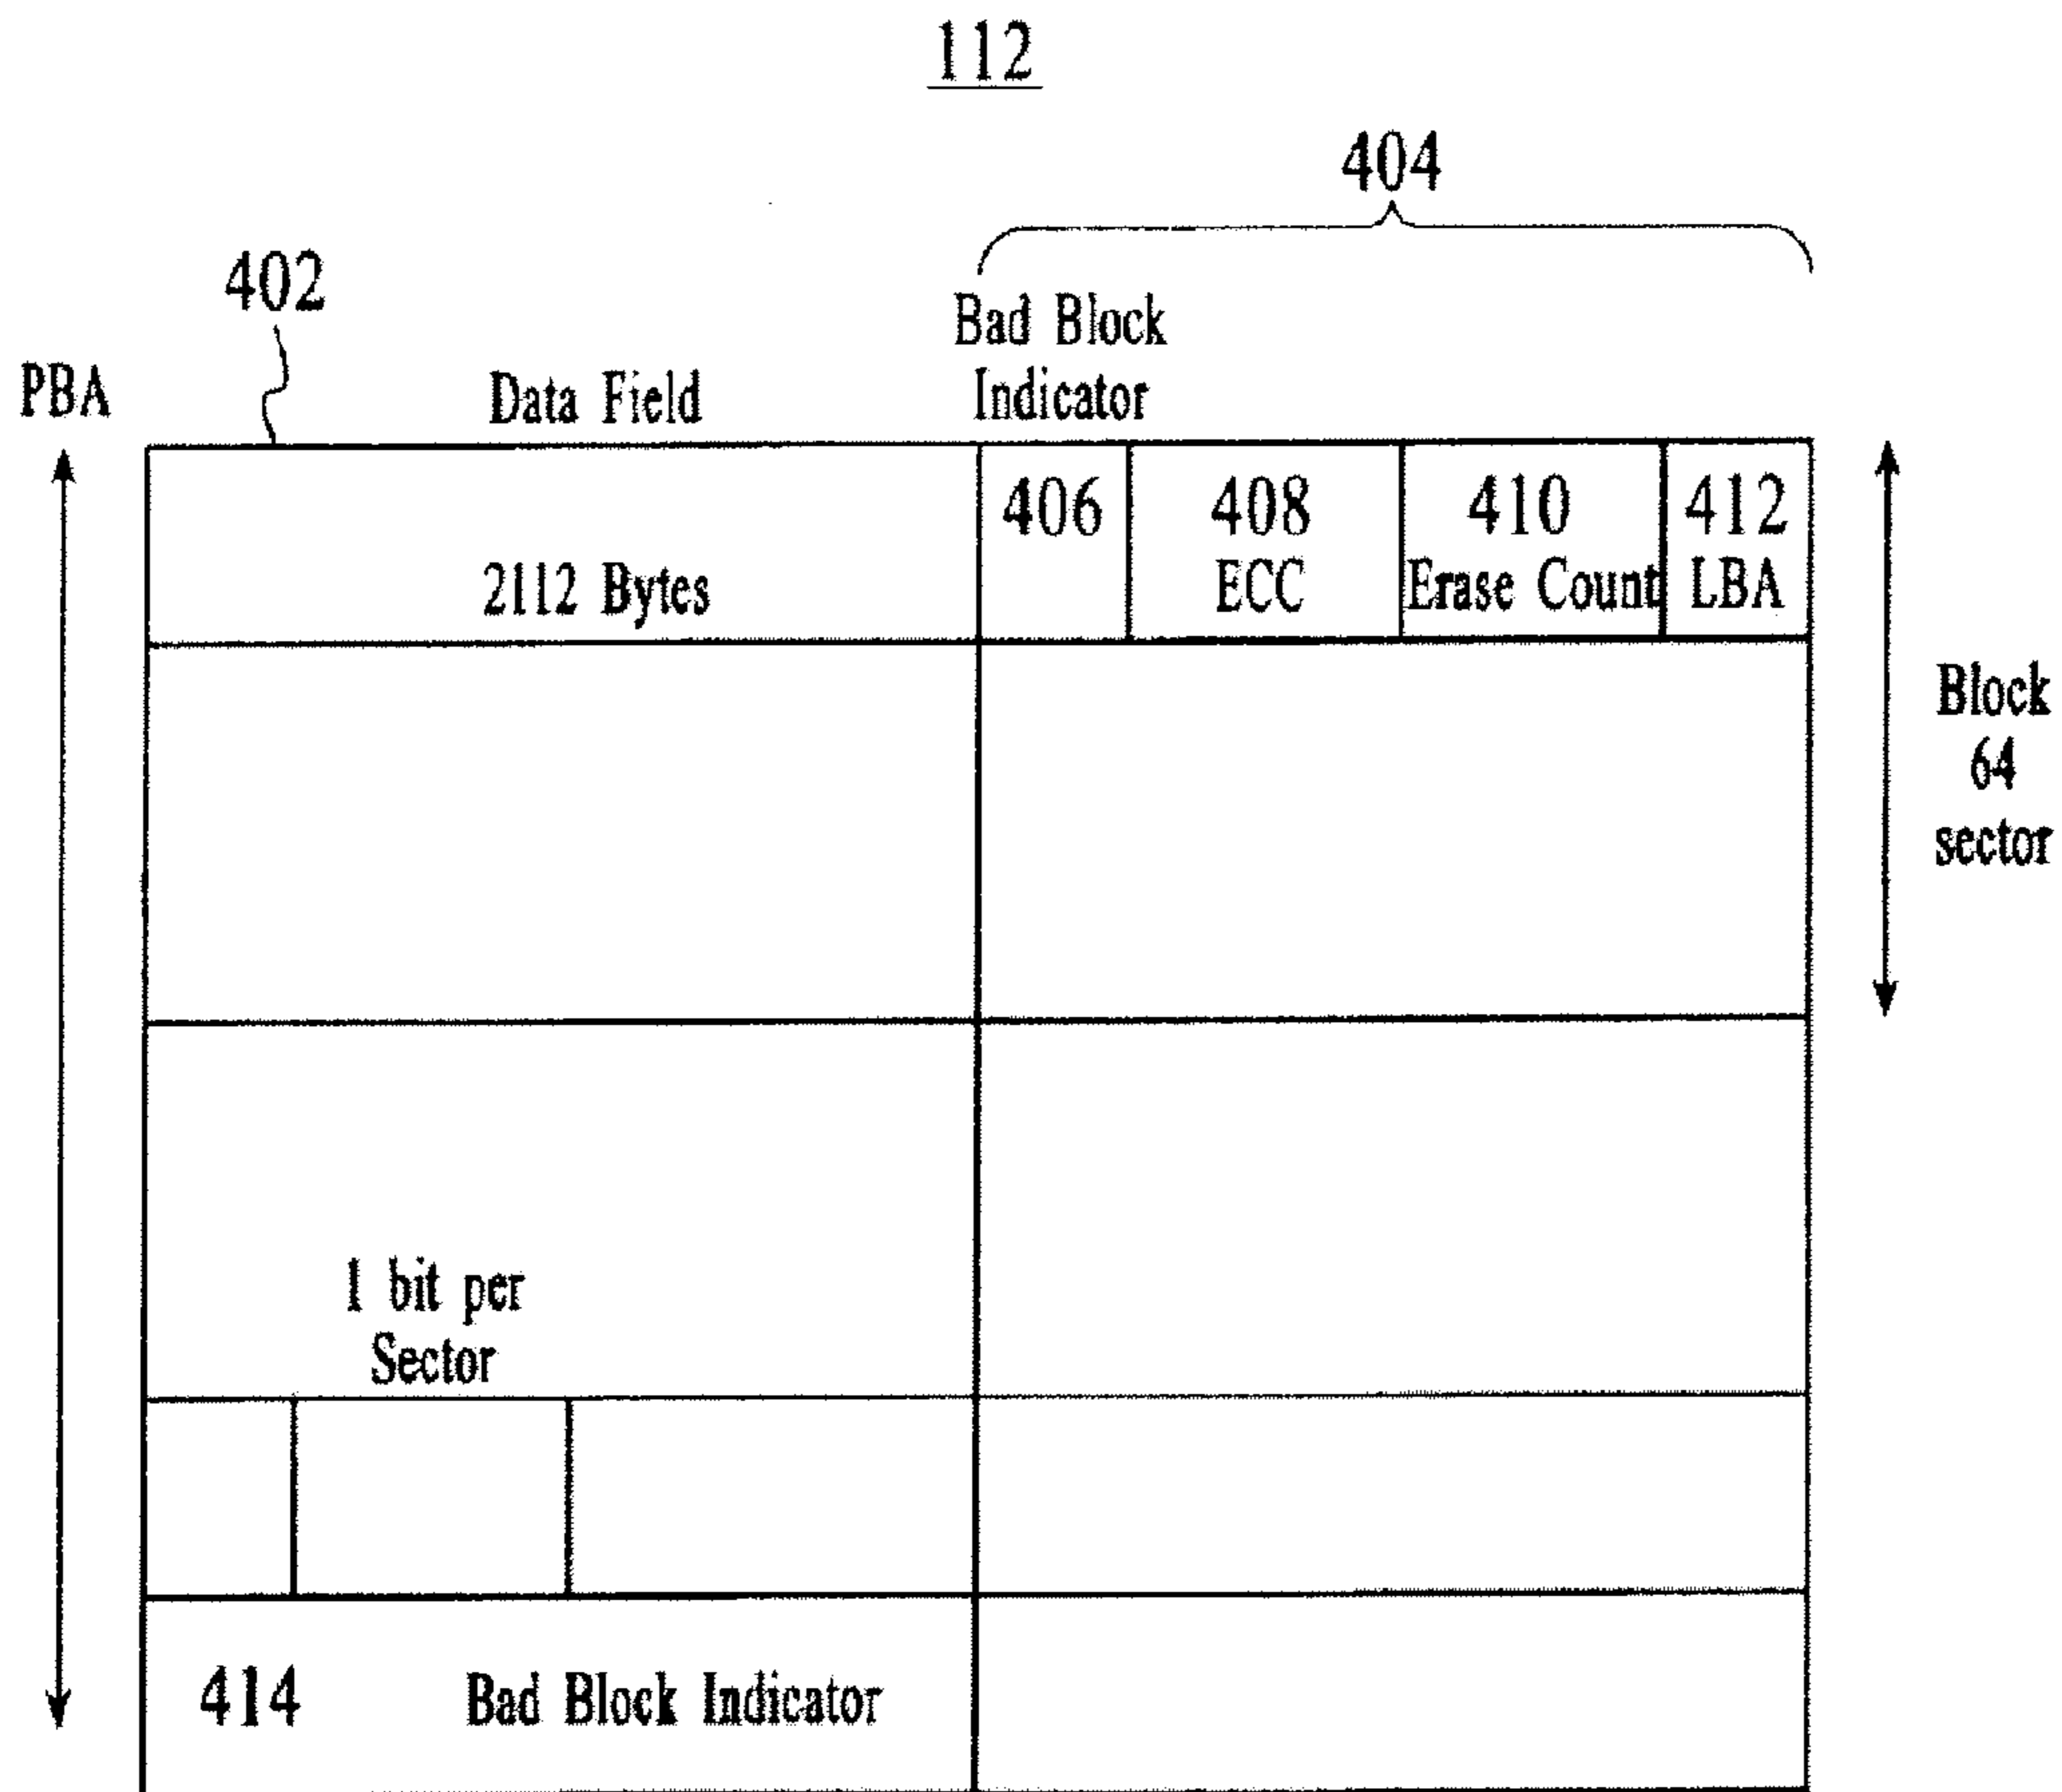 112
404
402
Bad Block
Indicator
PBA
Data Field
406
408
410
412
2112 Bytes
ECC
Erase Count
LBA
Block
64
sector
1 bit per
Sector
414
Bad Block Indicator